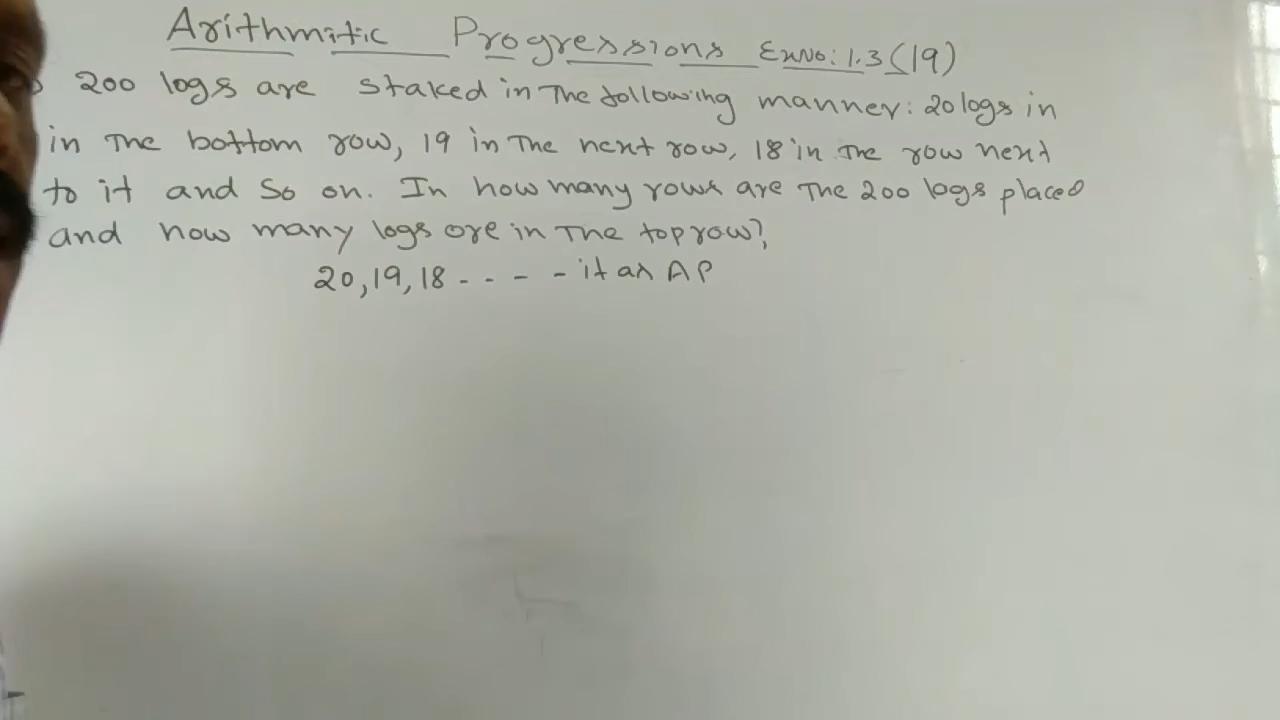 Arithmitic Progressions ExNo: 1.3 (19)
200 logs are staked in The following manner: 20 logs in
in The bottom row, 19 in The next row, 18 in The row next
to it and So on. In how many rows are The 200 logs placed
and how many logs are in The top row?
20, 19, 18 - - - - it as AP